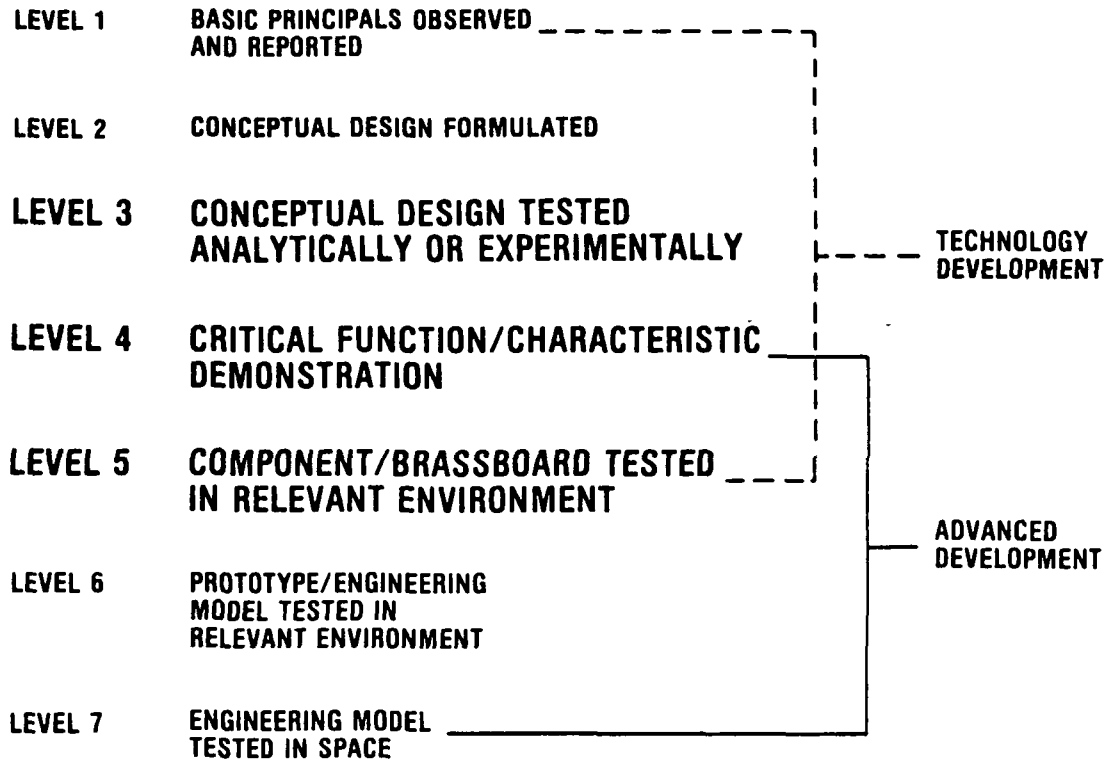 LEVEL 1 BASIC PRINCIPALS OBSERVED
AND REPORTED
LEVEL 2 CONCEPTUAL DESIGN FORMULATED
LEVEL 3 CONCEPTUAL DESIGN TESTED
ANALYTICALLY OR EXPERIMENTALLY
TECHNOLOGY
DEVELOPMENT
LEVEL 4 CRITICAL FUNCTION/CHARACTERISTIC
DEMONSTRATION
LEVEL 5 COMPONENT/BRASSBOARD TESTED
IN RELEVANT ENVIRONMENT
ADVANCED
DEVELOPMENT
LEVEL 6 PROTOTYPE/ENGINEERING
MODEL TESTED IN
RELEVANT ENVIRONMENT
LEVEL 7 ENGINEERING MODEL
TESTED IN SPACE